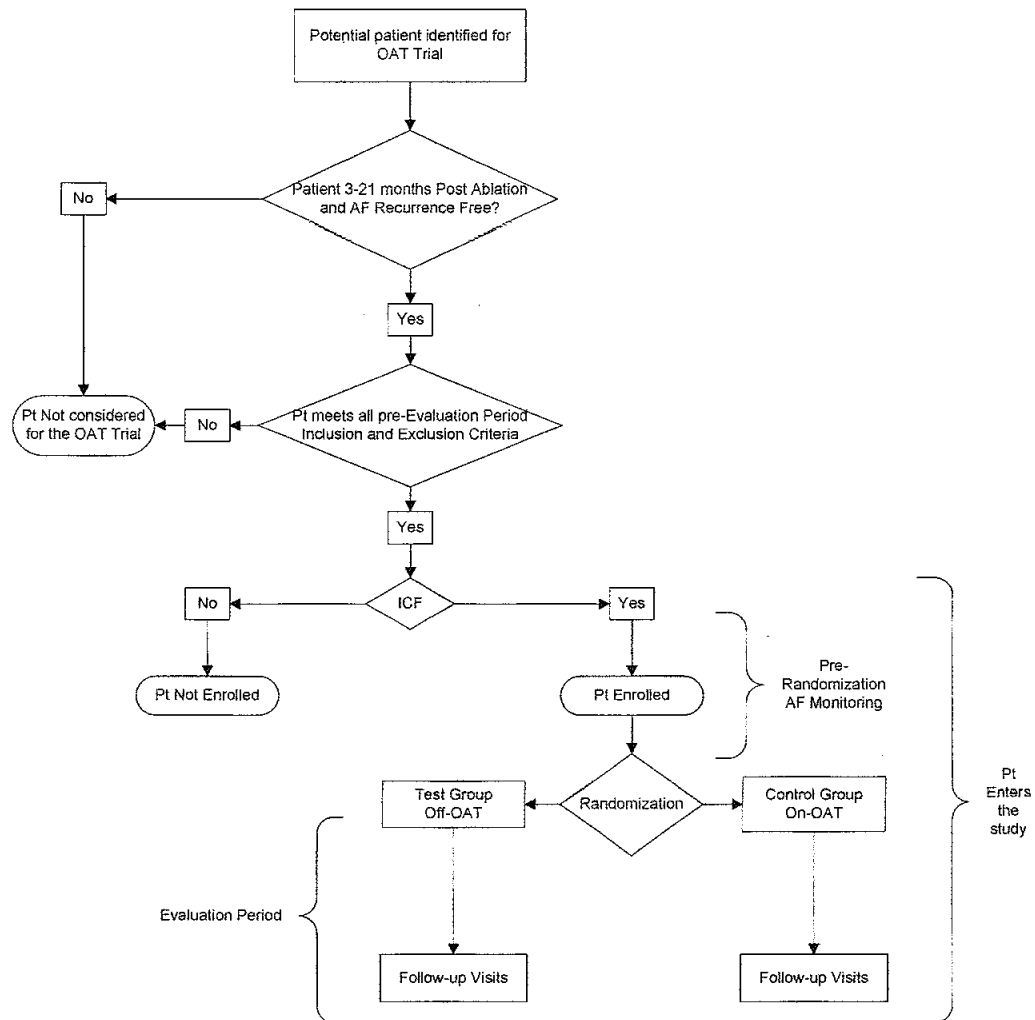 Potential patient identified for
OAT Trial
Patient 3-21 months Post Ablation
and AF Recurrence Free?
No
Yes
Pt meets all pre-Evaluation Period
Inclusion and Exclusion Criteria
No
Pt Not considered
for the OAT Trial
Yes
ICF
No
Yes
Pt Not Enrolled
Pt Enrolled
Pre-
Randomization
AF Monitoring
Randomization
Test Group
Off-OAT
Control Group
On-OAT
Pt
Enters
the
study
Evaluation Period
Follow-up Visits
Follow-up Visits